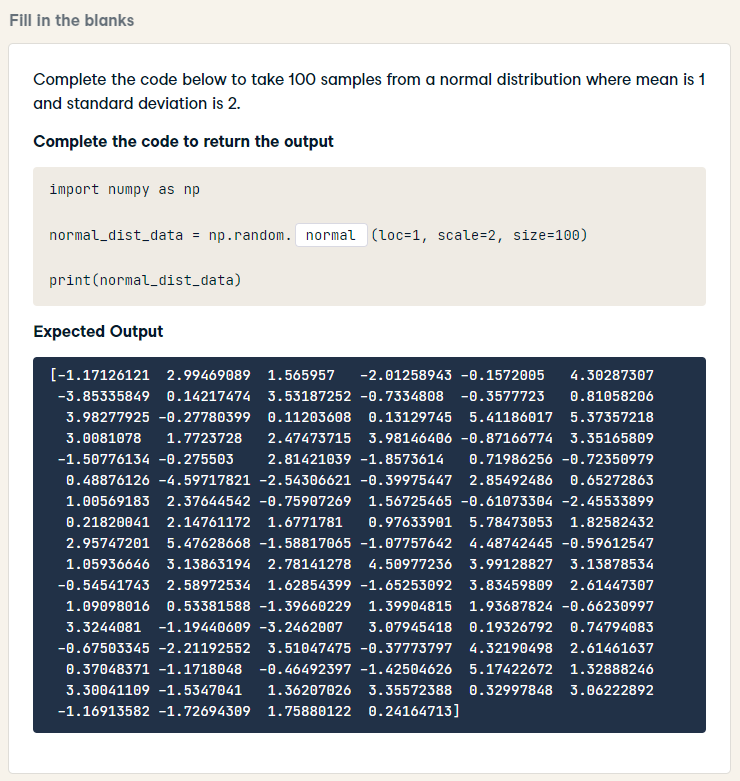 Fill in the blanks
Complete the code below to take 100 samples from a normal distribution where mean is 1
and standard deviation is 2.
Complete the code to return the output
import numpy as np
normal_dist_data = np.random. normal (loc=1, scale=2, size=100)
print(normal_dist_data)
Expected Output
[-1.17126121  2.99469089  1.565957   -2.01258943 -0.1572005   4.30287307
 -3.85335849  0.14217474  3.53187252 -0.7334808  -0.3577723   0.81058206
  3.98277925 -0.27780399  0.11203608  0.13129745  5.41186017  5.37357218
  3.0081078   1.7723728   2.47473715  3.98146406 -0.87166774  3.35165809
 -1.50776134 -0.275503    2.81421039 -1.8573614   0.71986256 -0.72350979
  0.48876126 -4.59717821 -2.54306621 -0.39975447  2.85492486  0.65272863
  1.00569183  2.37644542 -0.75907269  1.56725465 -0.61073304 -2.45533899
  0.21820041  2.14761172  1.6771781   0.97633901  5.78473053  1.82582432
  2.95747201  5.47628668 -1.58817065 -1.07757642  4.48742445 -0.59612547
  1.05936646  3.13863194  2.78141278  4.50977236  3.99128827  3.13878534
 -0.54541743  2.58972534  1.62854399 -1.65253092  3.83459809  2.61447307
  1.09098016  0.53381588 -1.39660229  1.39904815  1.93687824 -0.66230997
  3.3244081  -1.19440609 -3.2462007   3.07945418  0.19326792  0.74794083
 -0.67503345 -2.21192552  3.51047475 -0.37773797  4.32190498  2.61461637
  0.37048371 -1.1718048  -0.46492397 -1.42504626  5.17422672  1.32888246
  3.30041109 -1.5347041   1.36207026  3.35572388  0.32997848  3.06222892
 -1.16913582 -1.72694309  1.75880122  0.24164713]